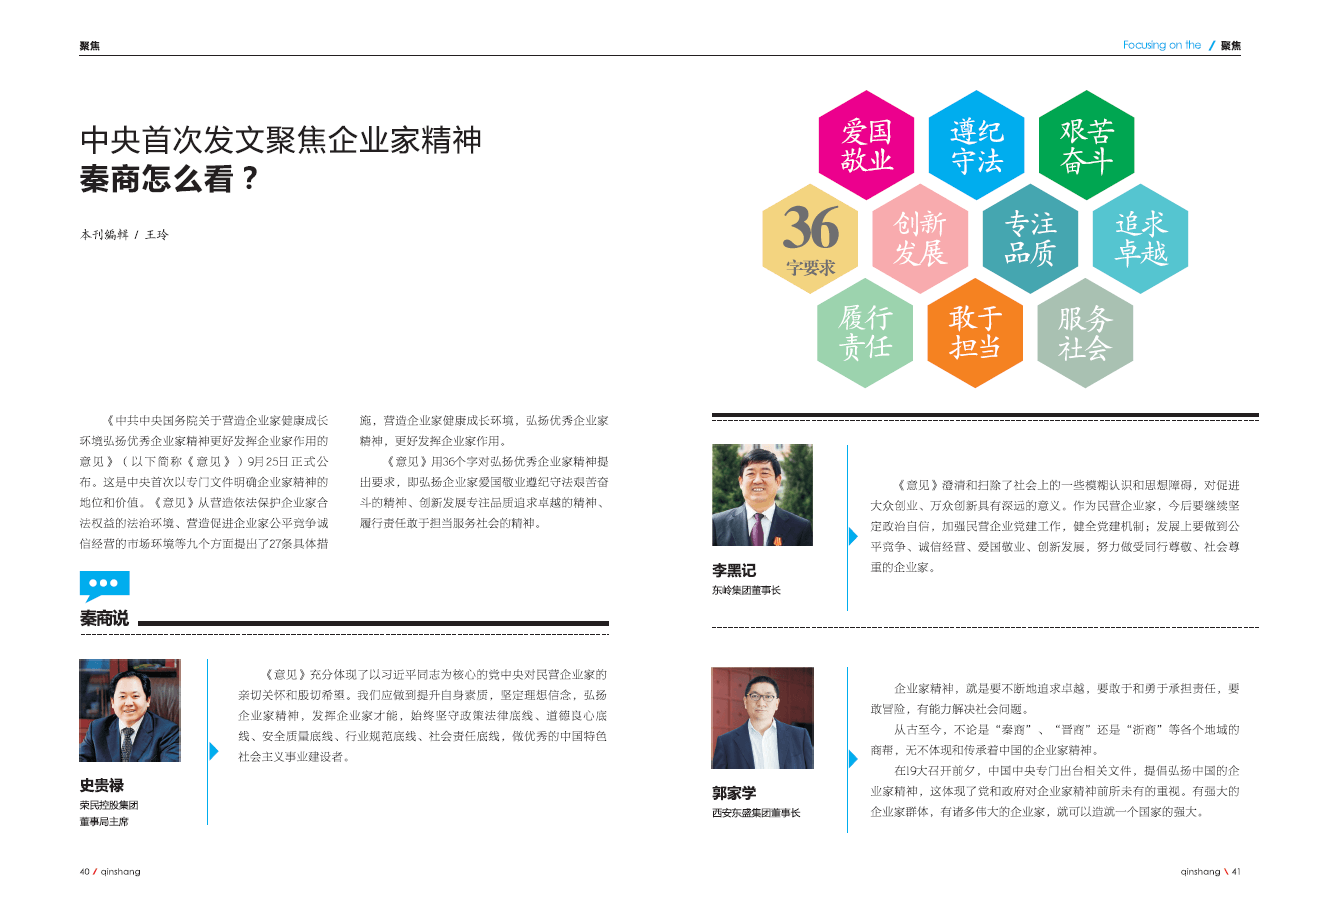 聚焦
中央首次发文聚焦企业家精神
秦商怎么看？
本刊编辑 / 王玲
《中共中央国务院关于营造企业家健康成长
环境弘扬优秀企业家精神更好发挥企业家作用的
意见》（以下简称《意见》）9月25日正式公
布。这是中央首次以专门文件明确企业家精神的
地位和价值。《意见》从营造依法保护企业家合
法权益的法治环境、营造促进企业家公平竞争诚
信经营的市场环境等九个方面提出了27条具体措
施，营造企业家健康成长环境，弘扬优秀企业家
精神，更好发挥企业家作用。
《意见》用36个字对弘扬优秀企业家精神提
出要求，即弘扬企业家爱国敬业遵纪守法艰苦奋
斗的精神、创新发展专注品质追求卓越的精神、
履行责任敢于担当服务社会的精神。
秦商说
《意见》充分体现了以习近平同志为核心的党中央对民营企业家的
亲切关怀和殷切希望。我们应做到提升自身素质，坚定理想信念，弘扬
企业家精神，发挥企业家才能，始终坚守政策法律底线、道德良心底
线、安全质量底线、行业规范底线、社会责任底线，做优秀的中国特色
社会主义事业建设者。
史贵禄
荣民控股集团
董事局主席
40 / qinshang
Focusing on the / 聚焦
爱国
敬业
遵纪
守法
艰苦
奋斗
36
字要求
创新
发展
专注
品质
追求
卓越
履行
责任
敢于
担当
服务
社会
《意见》澄清和扫除了社会上的一些模糊认识和思想障碍，对促进
大众创业、万众创新具有深远的意义。作为民营企业家，今后要继续坚
定政治自信，加强民营企业党建工作，健全党建机制；发展上要做到公
平竞争、诚信经营、爱国敬业、创新发展，努力做受同行尊敬、社会尊
重的企业家。
李黑记
东岭集团董事长
企业家精神，就是要不断地追求卓越，要敢于和勇于承担责任，要
敢冒险，有能力解决社会问题。
从古至今，不论是“秦商”、“晋商”还是“浙商”等各个地域的
商帮，无不体现和传承着中国的企业家精神。
在19大召开前夕，中国中央专门出台相关文件，提倡弘扬中国的企
业家精神，这体现了党和政府对企业家精神前所未有的重视。有强大的
企业家群体，有诸多伟大的企业家，就可以造就一个国家的强大。
郭家学
西安东盛集团董事长
qinshang \ 41